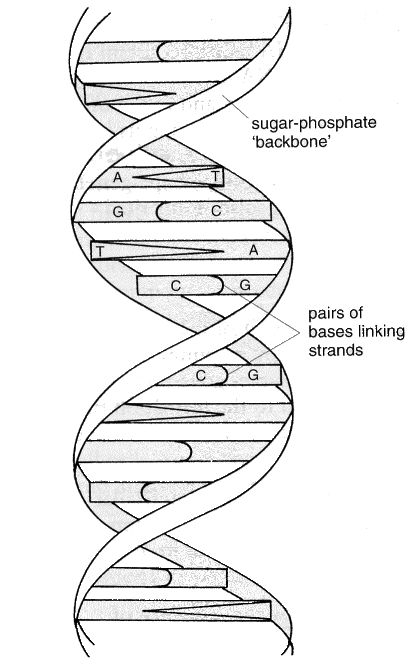 sugar-phosphate
'backbone'
A T
G C
T A
C G
pairs of
bases linking
strands
C G